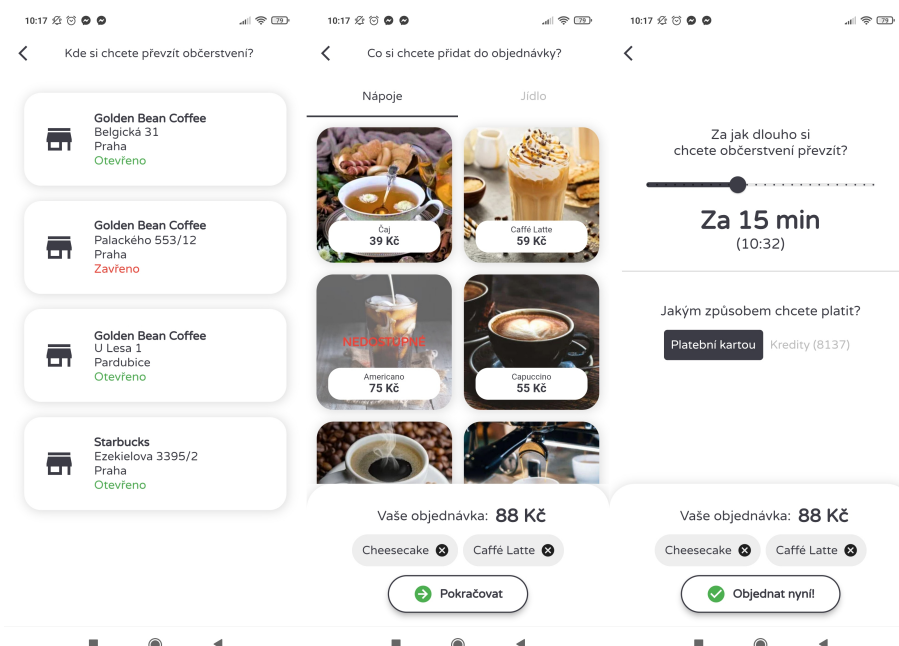 10:17
79
Kde si chcete převzít občerstvení?
Golden Bean Coffee
Belgická 31
Praha
Otevřeno
Golden Bean Coffee
Palackého 553/12
Praha
Zavřeno
Golden Bean Coffee
U Lesa 1
Pardubice
Otevřeno
Starbucks
Ezekielova 3395/2
Praha
Otevřeno
10:17
79
Co si chcete přidat do objednávky?
Nápoje
Jídlo
Čaj
39 Kč
Caffé Latte
59 Kč
NEDOSTUPNÉ
Americano
75 Kč
Capuccino
55 Kč
Vaše objednávka: 88 Kč
Cheesecake
Caffé Latte
Pokračovat
10:17
79
Za jak dlouho si
chcete občerstvení převzít?
Za 15 min
(10:32)
Jakým způsobem chcete platit?
Platební kartou
Kredity (8137)
Vaše objednávka: 88 Kč
Cheesecake
Caffé Latte
Objednat nyní!